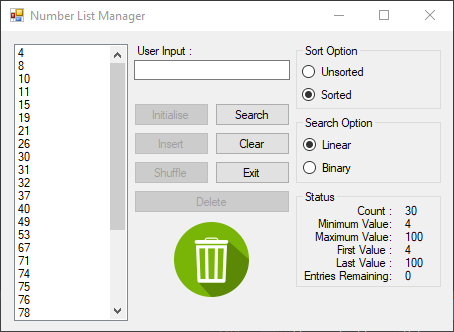 Number List Manager
4
8
10
11
15
19
21
26
30
31
32
37
40
49
53
67
71
74
75
76
78
User Input :
Initialise
Search
Insert
Clear
Shuffle
Exit
Delete
Sort Option
Unsorted
Sorted
Search Option
Linear
Binary
Status
Count : 30
Minimum Value: 4
Maximum Value: 100
First Value : 4
Last Value : 100
Entries Remaining: 0